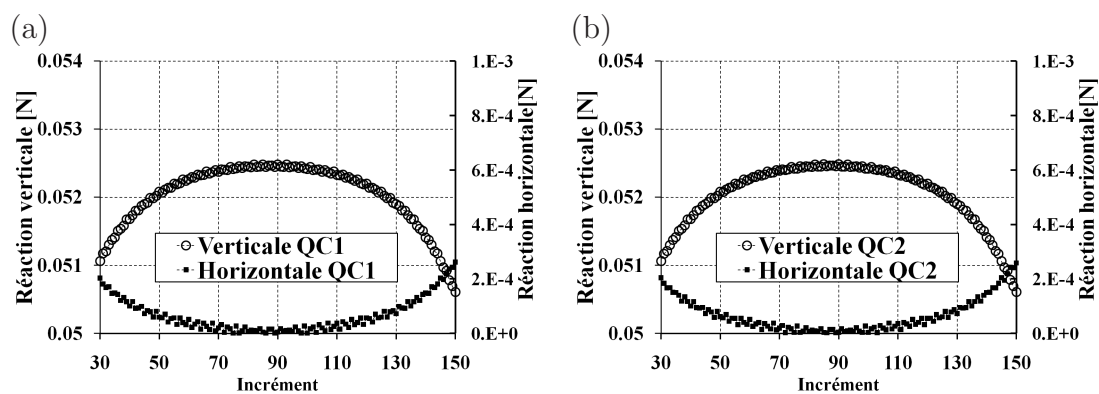 (a)
Réaction verticale [N]
0.054
0.053
0.052
0.051
0.05
1.E-3
8.E-4
6.E-4
4.E-4
2.E-4
0.E+0
Réaction horizontale[N]
Verticale QC1
Horizontale QC1
30 50 70 90 110 130 150
Incrément
(b)
Réaction verticale [N]
0.054
0.053
0.052
0.051
0.05
1.E-3
8.E-4
6.E-4
4.E-4
2.E-4
0.E+0
Réaction horizontale[N]
Verticale QC2
Horizontale QC2
30 50 70 90 110 130 150
Incrément